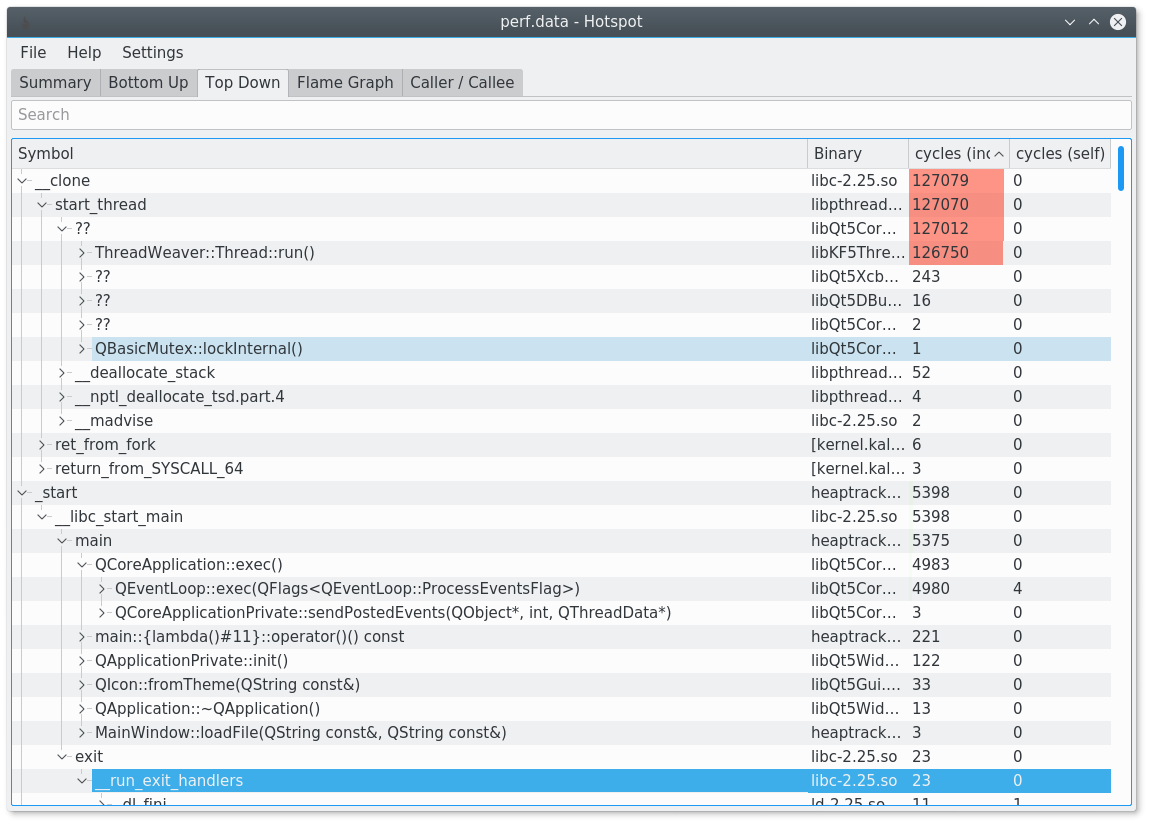 perf.data - Hotspot
File Help Settings
Summary Bottom Up Top Down Flame Graph Caller / Callee
Search
Symbol Binary cycles (inc cycles (self)
__clone libc-2.25.so 127079 0
start_thread libpthread... 127070 0
?? libQt5Cor... 127012 0
ThreadWeaver::Thread::run() libKF5Thre... 126750 0
?? libQt5Xcb... 243 0
?? libQt5DBu... 16 0
?? libQt5Cor... 2 0
QBasicMutex::lockInternal() libQt5Cor... 1 0
__deallocate_stack libpthread... 52 0
__nptl_deallocate_tsd.part.4 libpthread... 4 0
__madvise libc-2.25.so 2 0
ret_from_fork [kernel.kal... 6 0
return_from_SYSCALL_64 [kernel.kal... 3 0
_start heaptrack... 5398 0
__libc_start_main libc-2.25.so 5398 0
main heaptrack... 5375 0
QCoreApplication::exec() libQt5Cor... 4983 0
QEventLoop::exec(QFlags<QEventLoop::ProcessEventsFlag>) libQt5Cor... 4980 4
QCoreApplicationPrivate::sendPostedEvents(QObject*, int, QThreadData*) libQt5Cor... 3 0
main::{lambda()#11}::operator()() const heaptrack... 221 0
QApplicationPrivate::init() libQt5Wid... 122 0
QIcon::fromTheme(QString const&) libQt5Gui.... 33 0
QApplication::~QApplication() libQt5Wid... 13 0
MainWindow::loadFile(QString const&, QString const&) heaptrack... 3 0
exit libc-2.25.so 23 0
__run_exit_handlers libc-2.25.so 23 0
_dl_fini ld-2.25.so 11 1